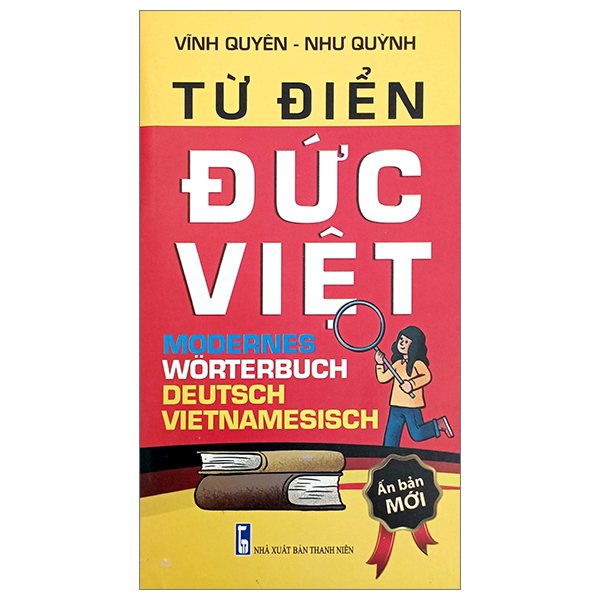 VĨNH QUYÊN - NHƯ QUỲNH
TỪ ĐIỂN
ĐỨC
VIỆT
MODERNES
WÖRTERBUCH
DEUTSCH
VIETNAMESISCH
Ấn bản
MỚI
NHÀ XUẤT BẢN THANH NIÊN